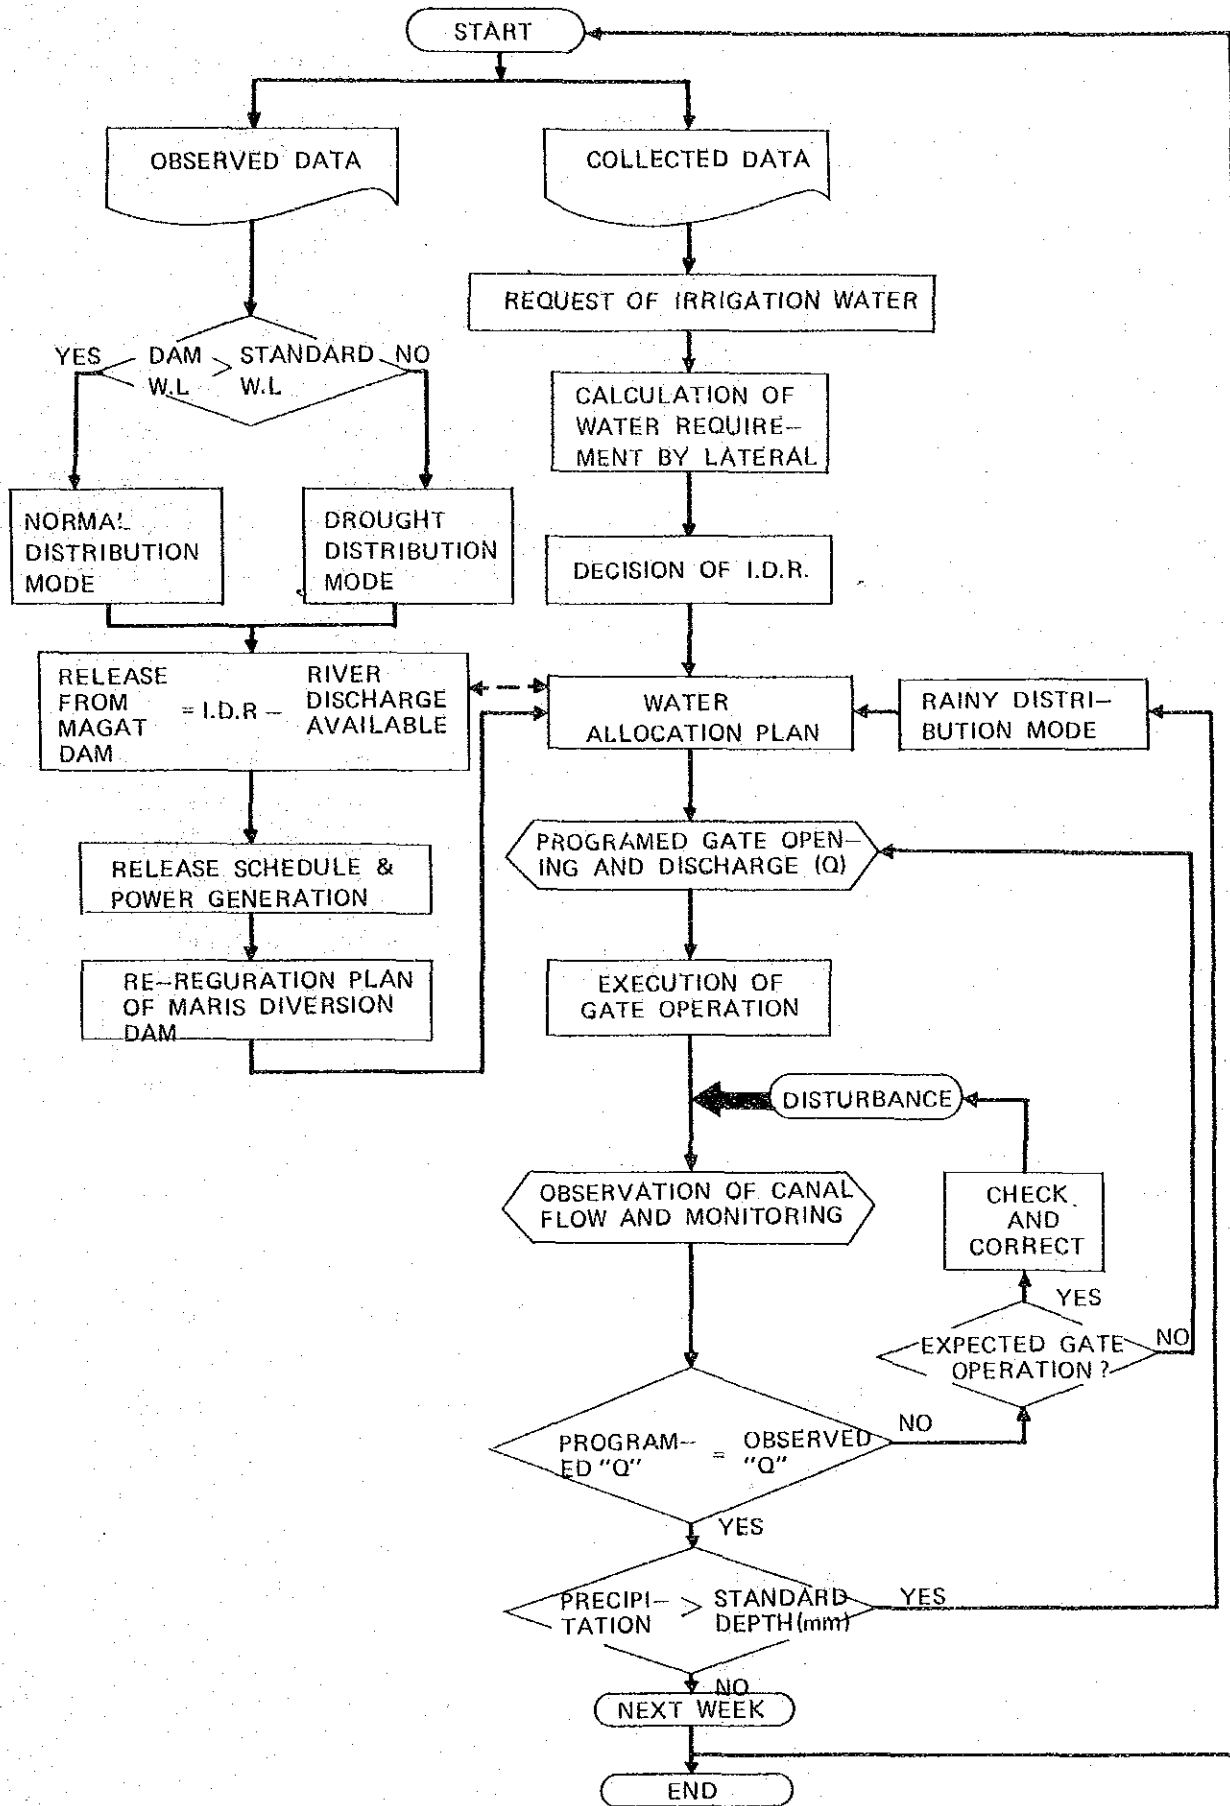 START
OBSERVED DATA
COLLECTED DATA
REQUEST OF IRRIGATION WATER
YES
DAM
W.L
>
STANDARD
W.L
NO
CALCULATION OF
WATER REQUIRE-
MENT BY LATERAL
NORMAL
DISTRIBUTION
MODE
DROUGHT
DISTRIBUTION
MODE
DECISION OF I.D.R.
RELEASE
FROM
MAGAT
DAM
= I.D.R –
RIVER
DISCHARGE
AVAILABLE
WATER
ALLOCATION PLAN
RAINY DISTRI-
BUTION MODE
PROGRAMED GATE OPEN-
ING AND DISCHARGE (Q)
RELEASE SCHEDULE &
POWER GENERATION
RE-REGURATION PLAN
OF MARIS DIVERSION
DAM
EXECUTION OF
GATE OPERATION
DISTURBANCE
OBSERVATION OF CANAL
FLOW AND MONITORING
CHECK
AND
CORRECT
YES
EXPECTED GATE
OPERATION?
NO
PROGRAM-
ED "Q"
=
OBSERVED
"Q"
NO
YES
PRECIPI-
TATION
>
STANDARD
DEPTH(mm)
YES
NO
NEXT WEEK
END